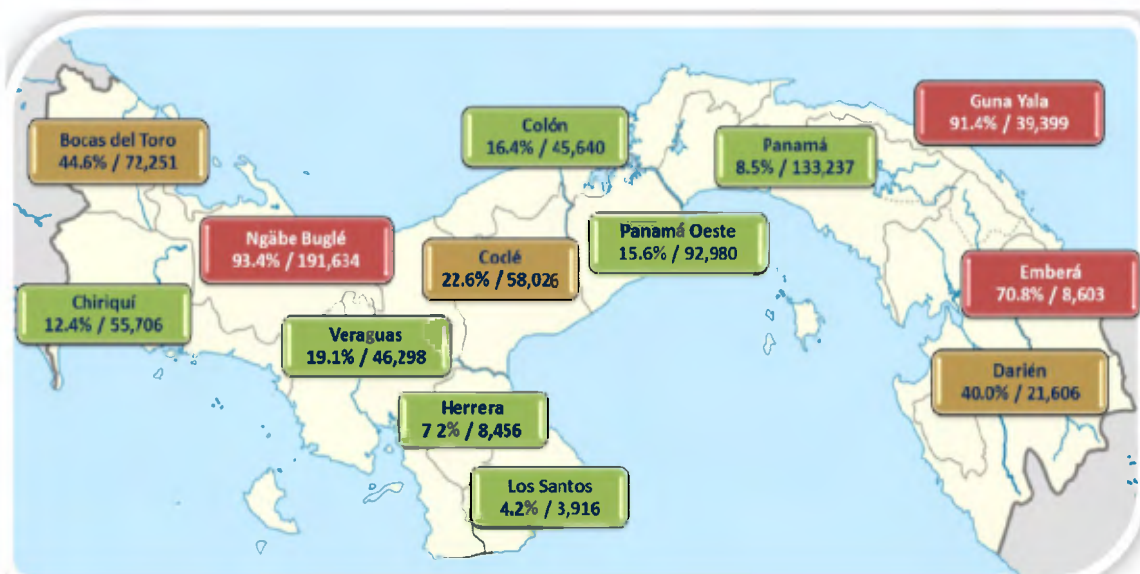 Bocas del Toro
44.6% / 72,251
Colón
16.4% / 45,640
Panamá
8.5% / 133,237
Guna Yala
91.4% / 39,399
Ngäbe Buglé
93.4% / 191,634
Coclé
22.6% / 58,026
Panamá Oeste
15.6% / 92,980
Emberá
70.8% / 8,603
Chiriquí
12.4% / 55,706
Veraguas
19.1% / 46,298
Darién
40.0% / 21,606
Herrera
7 2% / 8,456
Los Santos
4.2% / 3,916